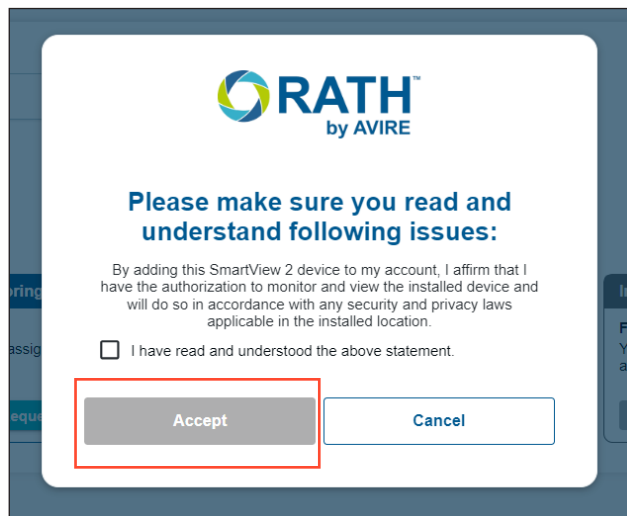 RATH™
by AVIRE
Please make sure you read and
understand following issues:
By adding this SmartView 2 device to my account, I affirm that I
have the authorization to monitor and view the installed device and
will do so in accordance with any security and privacy laws
applicable in the installed location.
I have read and understood the above statement.
Accept
Cancel